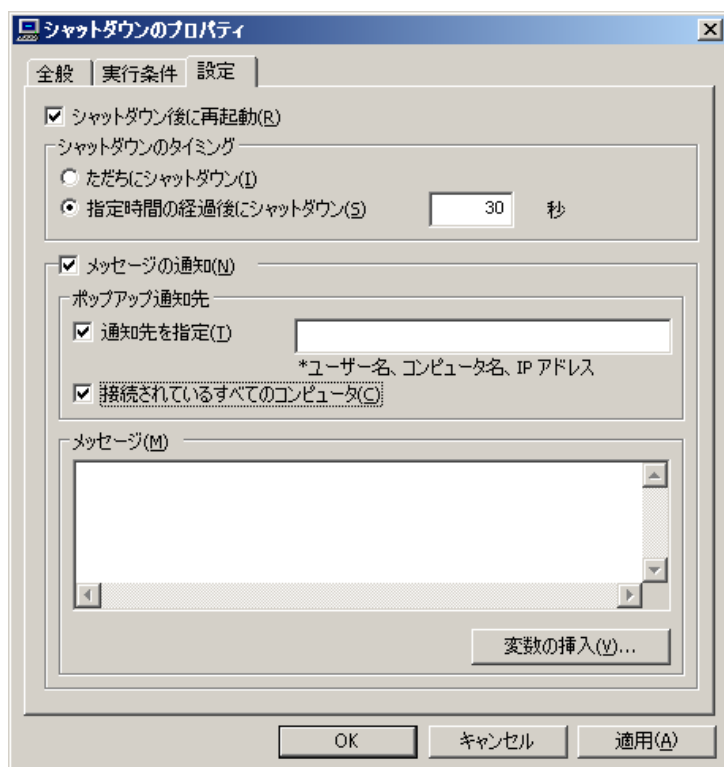 シャットダウンのプロパティ
全般 実行条件 設定
シャットダウン後に再起動(R)
シャットダウンのタイミング
ただちにシャットダウン(I)
指定時間の経過後にシャットダウン(S) 30 秒
メッセージの通知(N)
ポップアップ通知先
通知先を指定(T)
*ユーザー名、コンピュータ名、IP アドレス
接続されているすべてのコンピュータ(C)
メッセージ(M)
変数の挿入(V)...
OK キャンセル 適用(A)